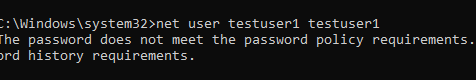 C:\Windows\system32>net user testuser1 testuser1
The password does not meet the password policy requirements.
ord history requirements.